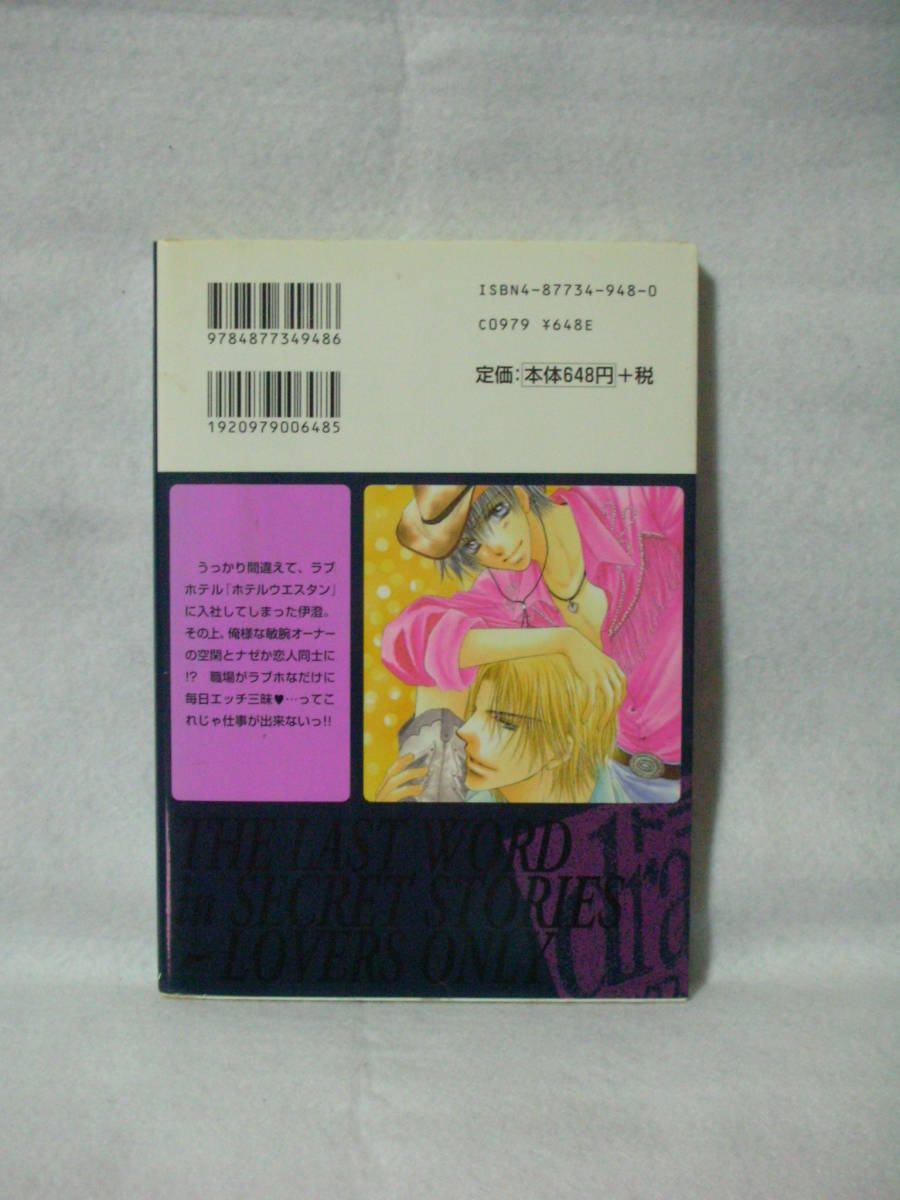 ISBN4-87734-948-0
C0979 ¥648E
定価：本体648円＋税
9784877349486
1920979006485
うっかり間違えて、ラブ
ホテル「ホテルウエスタン」
に入社してしまった伊澄。
その上、俺様な敏腕オーナー
の空閑とナゼか恋人同士に
!? 職場がラブホなだけに
毎日エッチ三昧♥…ってこ
れじゃ仕事が出来ないっ!!
THE LAST WORD
in SECRET STORIES
~LOVERS ONLY